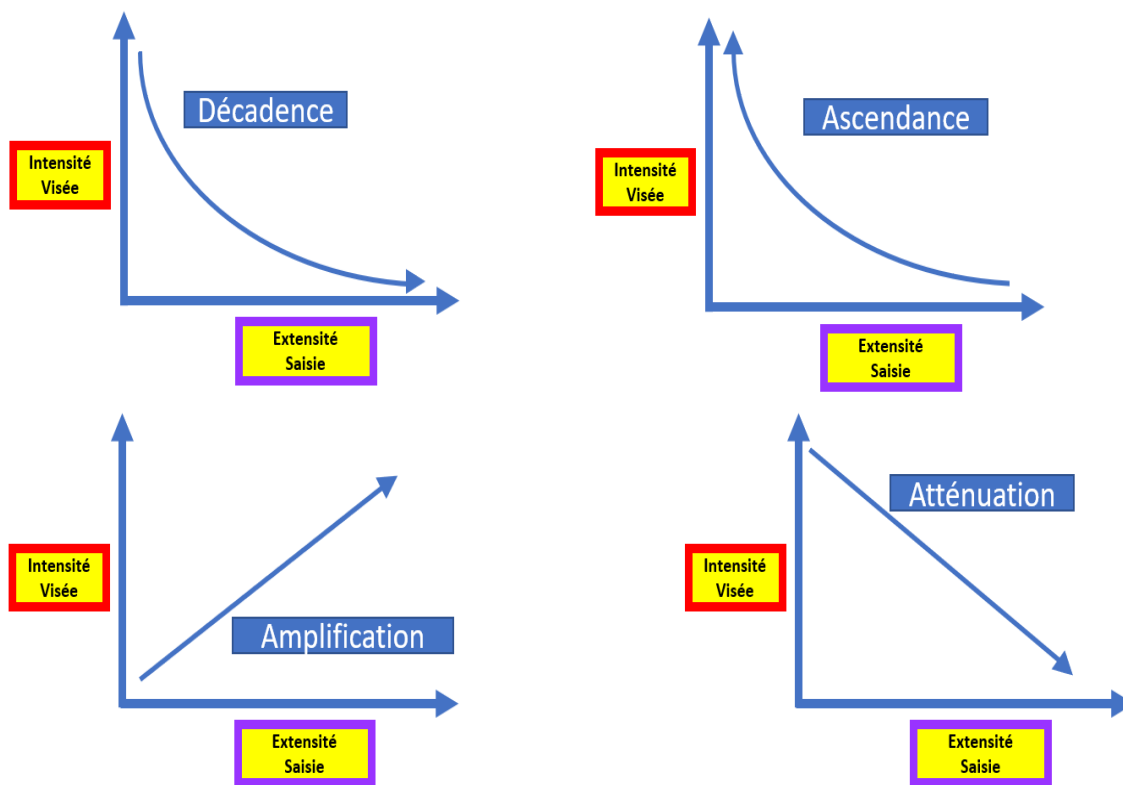 Décadence
Intensité
Visée
Extensité
Saisie
Ascendance
Intensité
Visée
Extensité
Saisie
Amplification
Intensité
Visée
Extensité
Saisie
Atténuation
Intensité
Visée
Extensité
Saisie